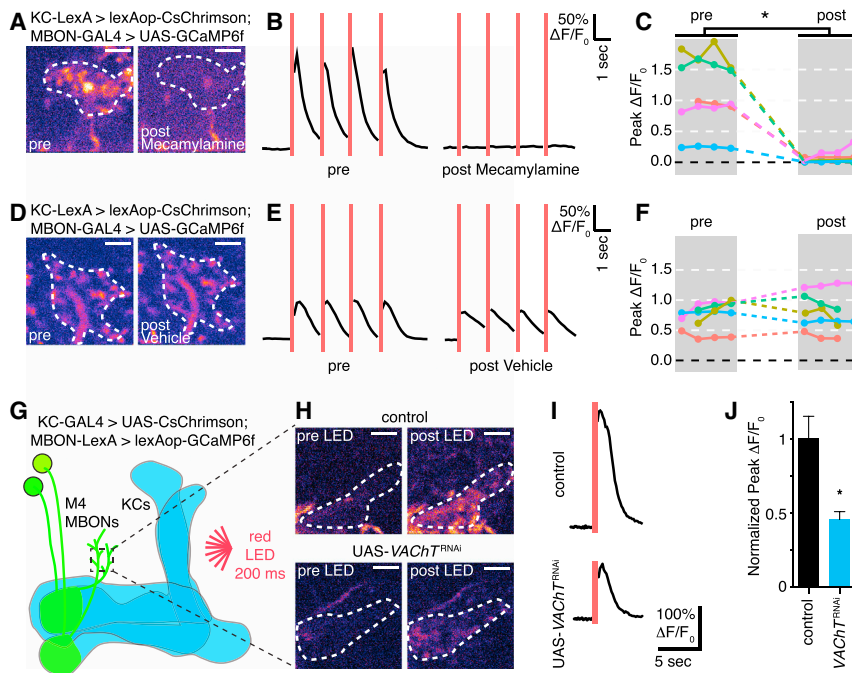 A
KC-LexA > lexAop-CsChrimson;
MBON-GAL4 > UAS-GCaMP6f
pre
post
Mecamylamine
B
50%
ΔF/F0
1 sec
pre
post Mecamylamine
C
pre
*
post
Peak ΔF/F0
1.5
1.0
0.5
0.0
D
KC-LexA > lexAop-CsChrimson;
MBON-GAL4 > UAS-GCaMP6f
pre
post
Vehicle
E
50%
ΔF/F0
1 sec
pre
post Vehicle
F
pre
post
Peak ΔF/F0
1.5
1.0
0.5
0.0
G
KC-GAL4 > UAS-CsChrimson;
MBON-LexA > lexAop-GCaMP6f
M4
MBONs
KCs
red
LED
200 ms
H
control
pre LED
post LED
UAS-VAChTRNAi
pre LED
post LED
I
control
UAS-VAChTRNAi
100%
ΔF/F0
5 sec
J
Normalized Peak ΔF/F0
1
0.5
0
*
control
VAChTRNAi